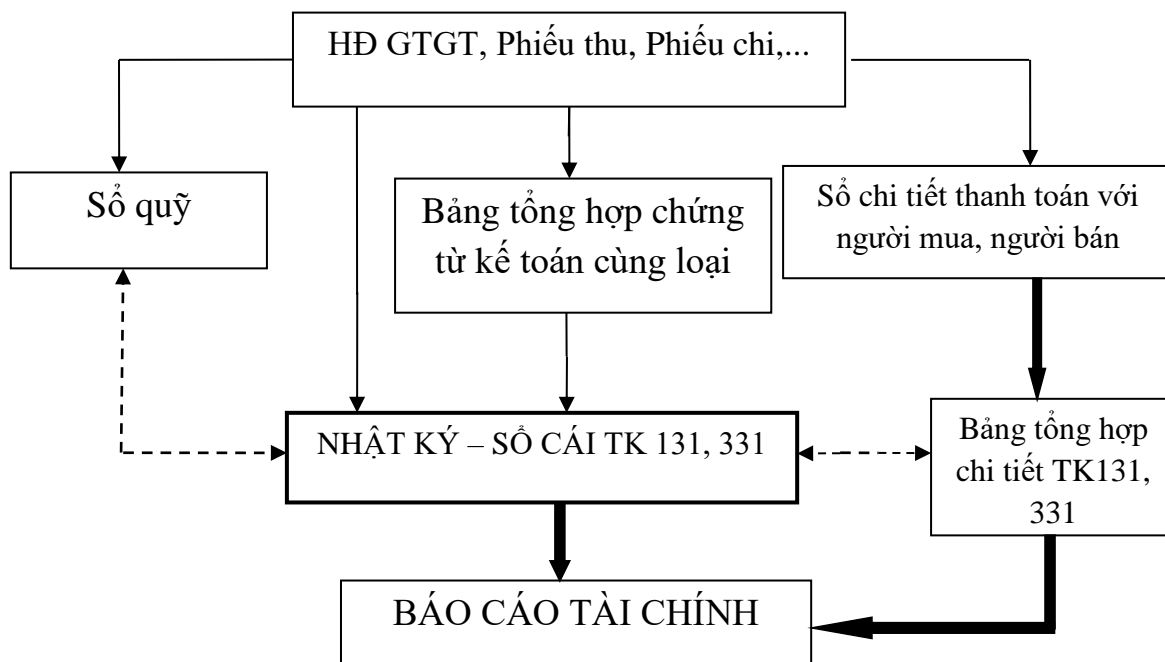 HĐ GTGT, Phiếu thu, Phiếu chi,...
Sổ quỹ
Bảng tổng hợp chứng
từ kế toán cùng loại
Sổ chi tiết thanh toán với
người mua, người bán
NHẬT KÝ – SỔ CÁI TK 131, 331
Bảng tổng hợp
chi tiết TK131,
331
BÁO CÁO TÀI CHÍNH